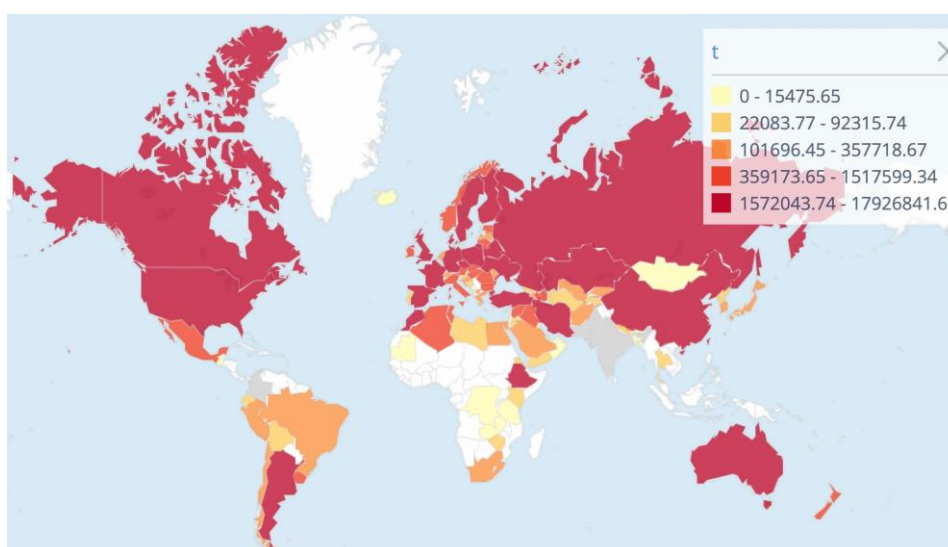 t
0 - 15475.65
22083.77 - 92315.74
101696.45 - 357718.67
359173.65 - 1517599.34
1572043.74 - 17926841.6